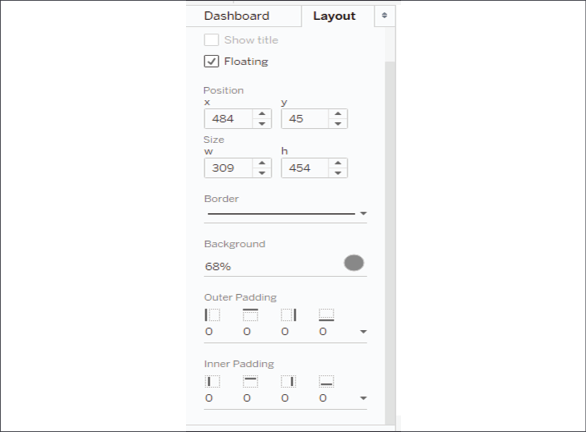 Dashboard Layout
Show title
Floating
Position
x y
484 45
Size
w h
309 454
Border
Background
68%
Outer Padding
0 0 0 0
Inner Padding
0 0 0 0